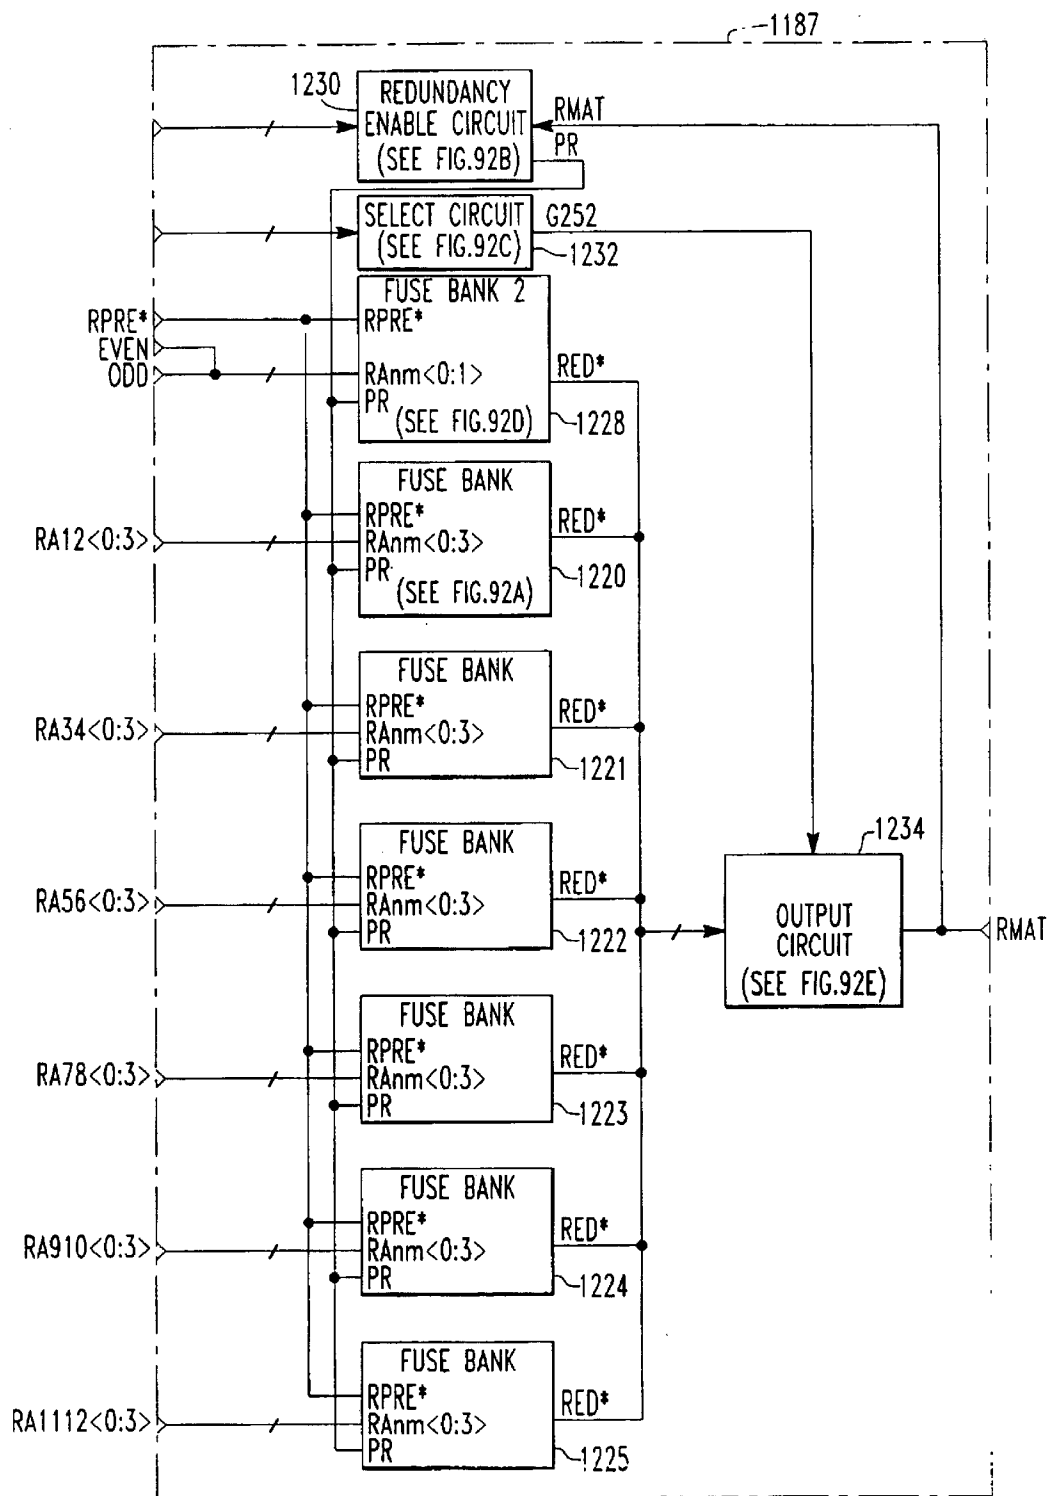 1187
1230
REDUNDANCY
ENABLE CIRCUIT
(SEE FIG.92B)
RMAT
PR
SELECT CIRCUIT
(SEE FIG.92C)
G252
1232
FUSE BANK 2
RPRE*
RPRE*
EVEN
ODD
RAnm<0:1>
PR
(SEE FIG.92D)
RED*
1228
FUSE BANK
RPRE*
RA12<0:3>
RAnm<0:3>
PR
(SEE FIG.92A)
RED*
1220
FUSE BANK
RPRE*
RA34<0:3>
RAnm<0:3>
PR
RED*
1221
FUSE BANK
RPRE*
RA56<0:3>
RAnm<0:3>
PR
RED*
1222
1234
OUTPUT
CIRCUIT
(SEE FIG.92E)
RMAT
FUSE BANK
RPRE*
RA78<0:3>
RAnm<0:3>
PR
RED*
1223
FUSE BANK
RPRE*
RA910<0:3>
RAnm<0:3>
PR
RED*
1224
FUSE BANK
RPRE*
RA1112<0:3>
RAnm<0:3>
PR
RED*
1225